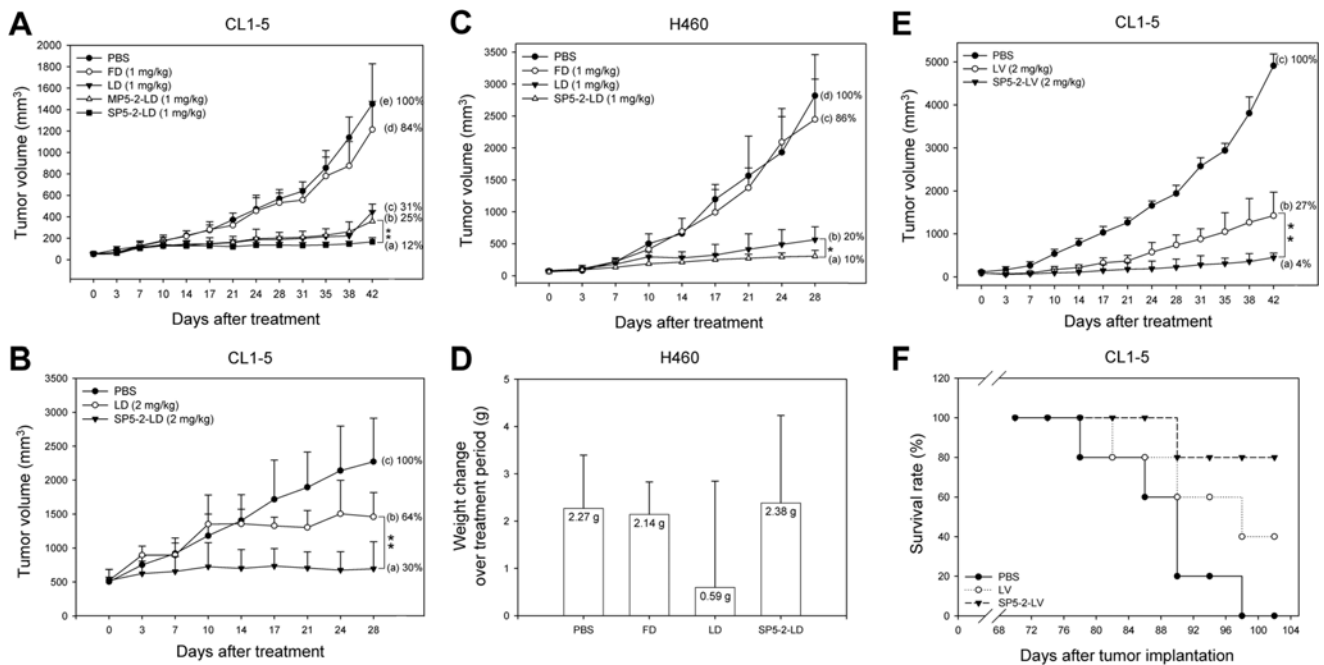 A
CL1-5
Tumor volume (mm³)
2000
1800
1600
1400
1200
1000
800
600
400
200
0
PBS
FD (1 mg/kg)
LD (1 mg/kg)
MP5-2-LD (1 mg/kg)
SP5-2-LD (1 mg/kg)
(e) 100%
(d) 84%
(c) 31%
(b) 25%
**
(a) 12%
0 3 7 10 14 17 21 24 28 31 35 38 42
Days after treatment
B
CL1-5
Tumor volume (mm³)
3500
3000
2500
2000
1500
1000
500
0
PBS
LD (2 mg/kg)
SP5-2-LD (2 mg/kg)
(c) 100%
(b) 64%
**
(a) 30%
0 3 7 10 14 17 21 24 28
Days after treatment
C
H460
Tumor volume (mm³)
3500
3000
2500
2000
1500
1000
500
0
PBS
FD (1 mg/kg)
LD (1 mg/kg)
SP5-2-LD (1 mg/kg)
(d) 100%
(c) 86%
(b) 20%
*
(a) 10%
0 3 7 10 14 17 21 24 28
Days after treatment
D
H460
Weight change
over treatment period (g)
5
4
3
2
1
0
2.27 g
2.14 g
0.59 g
2.38 g
PBS FD LD SP5-2-LD
E
CL1-5
Tumor volume (mm³)
5000
4000
3000
2000
1000
0
PBS
LV (2 mg/kg)
SP5-2-LV (2 mg/kg)
(c) 100%
(b) 27%
**
(a) 4%
0 3 7 10 14 17 21 24 28 31 35 38 42
Days after treatment
F
CL1-5
Survival rate (%)
120
100
80
60
40
20
0
PBS
LV
SP5-2-LV
0 68 74 78 82 86 90 94 96 100 104
Days after tumor implantation